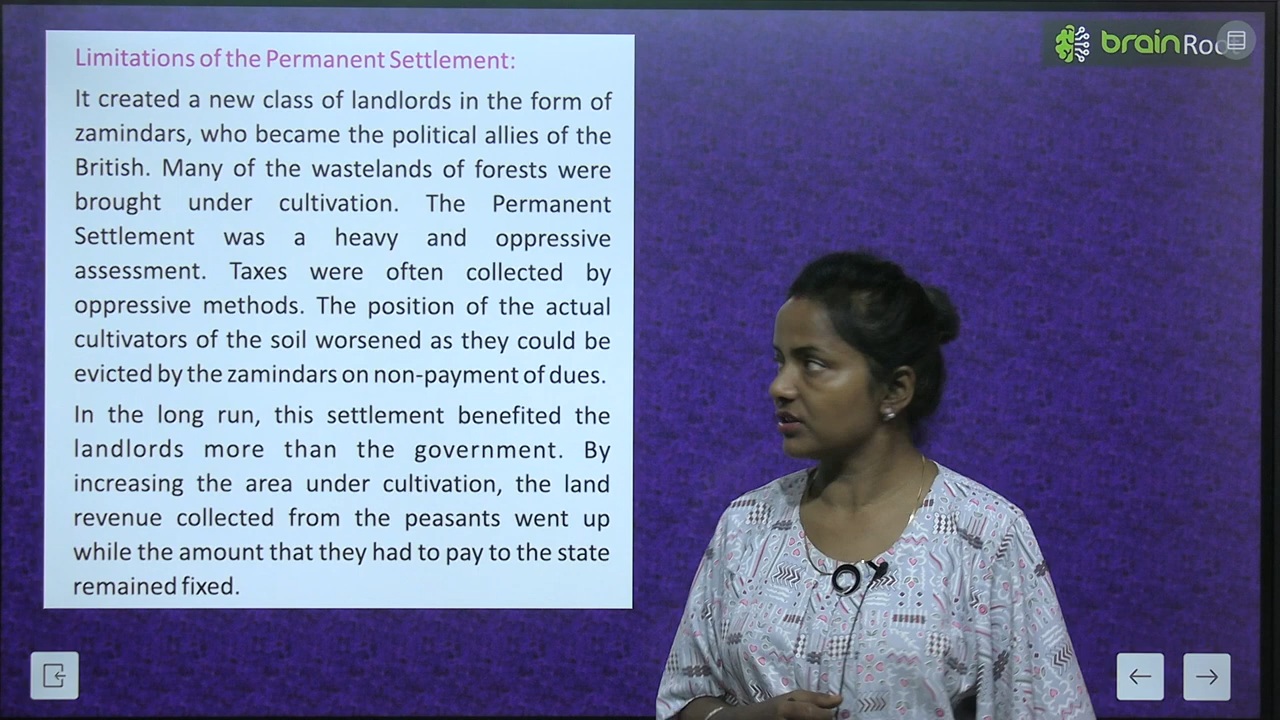 Limitations of the Permanent Settlement:
It created a new class of landlords in the form of
zamindars, who became the political allies of the
British. Many of the wastelands of forests were
brought under cultivation. The Permanent
Settlement was a heavy and oppressive
assessment. Taxes were often collected by
oppressive methods. The position of the actual
cultivators of the soil worsened as they could be
evicted by the zamindars on non-payment of dues.
In the long run, this settlement benefited the
landlords more than the government. By
increasing the area under cultivation, the land
revenue collected from the peasants went up
while the amount that they had to pay to the state
remained fixed.
brain